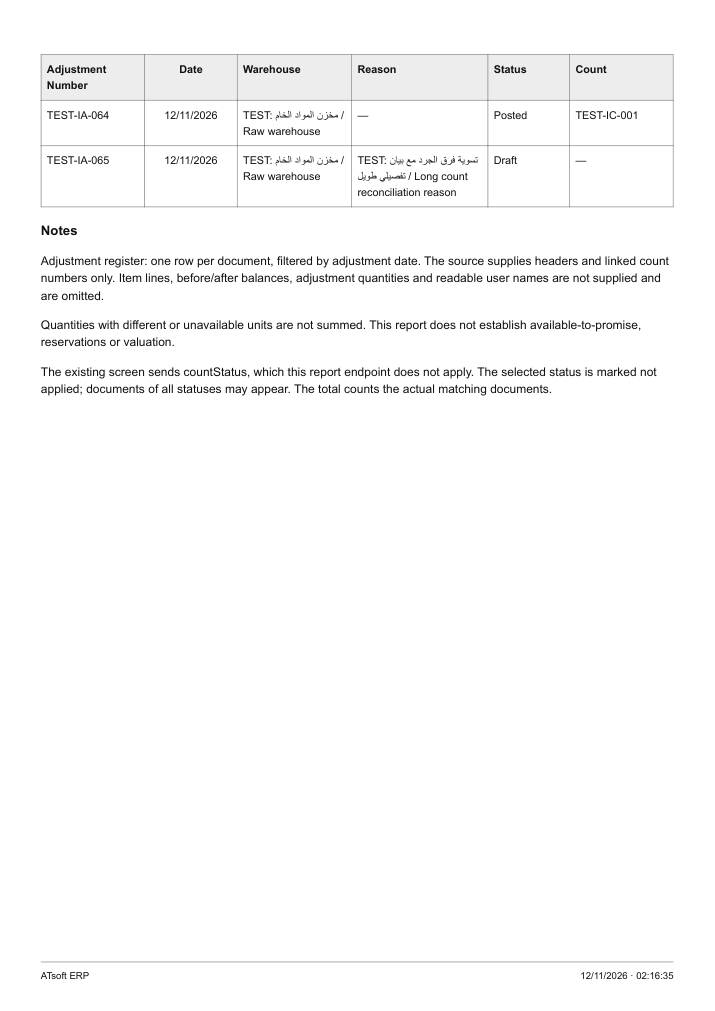 Adjustment Number Date Warehouse Reason Status Count
TEST-IA-064 12/11/2026 TEST: مخزن المواد الخام / Raw warehouse — Posted TEST-IC-001
TEST-IA-065 12/11/2026 TEST: مخزن المواد الخام / Raw warehouse TEST: تسوية فرق الجرد مع بيان تفصيلي طويل / Long count reconciliation reason Draft —
Notes
Adjustment register: one row per document, filtered by adjustment date. The source supplies headers and linked count
numbers only. Item lines, before/after balances, adjustment quantities and readable user names are not supplied and
are omitted.
Quantities with different or unavailable units are not summed. This report does not establish available-to-promise,
reservations or valuation.
The existing screen sends countStatus, which this report endpoint does not apply. The selected status is marked not
applied; documents of all statuses may appear. The total counts the actual matching documents.
ATsoft ERP 12/11/2026 · 02:16:35